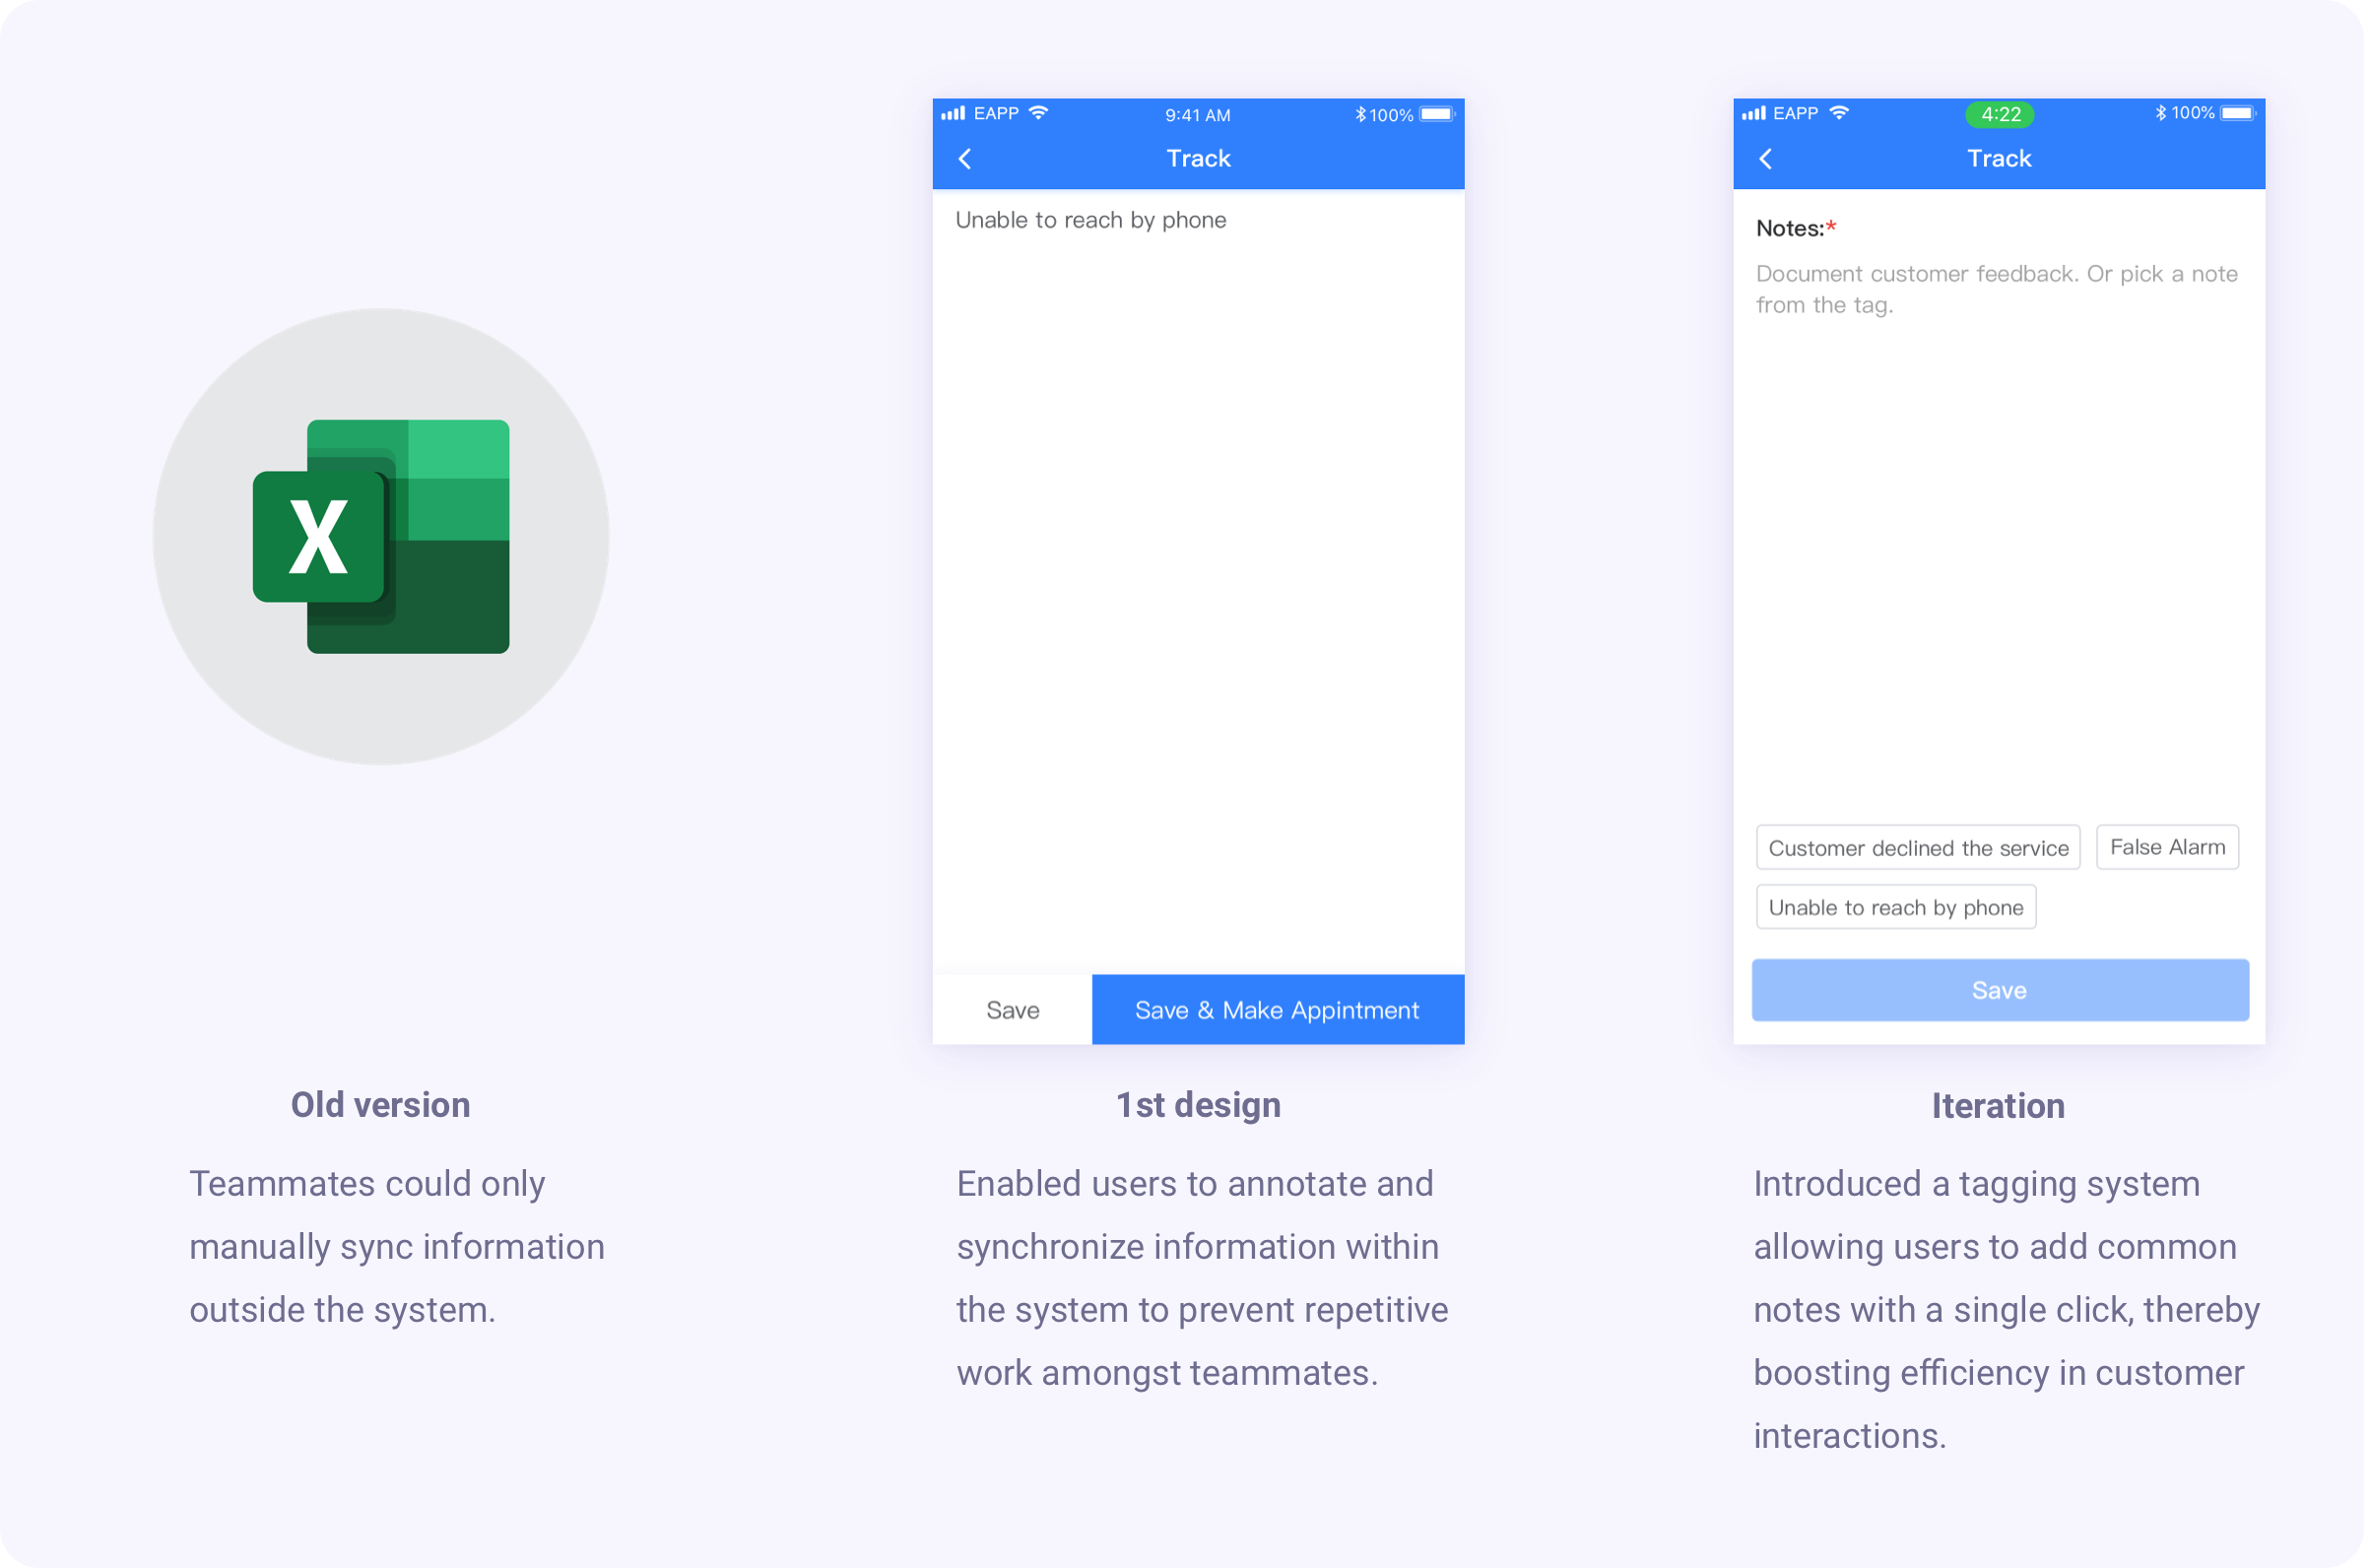 X
Old version
Teammates could only
manually sync information
outside the system.
EAPP
9:41 AM
100%
Track
Unable to reach by phone
Save
Save & Make Appintment
1st design
Enabled users to annotate and
synchronize information within
the system to prevent repetitive
work amongst teammates.
EAPP
4:22
100%
Track
Notes:*
Document customer feedback. Or pick a note
from the tag.
Customer declined the service
False Alarm
Unable to reach by phone
Save
Iteration
Introduced a tagging system
allowing users to add common
notes with a single click, thereby
boosting efficiency in customer
interactions.